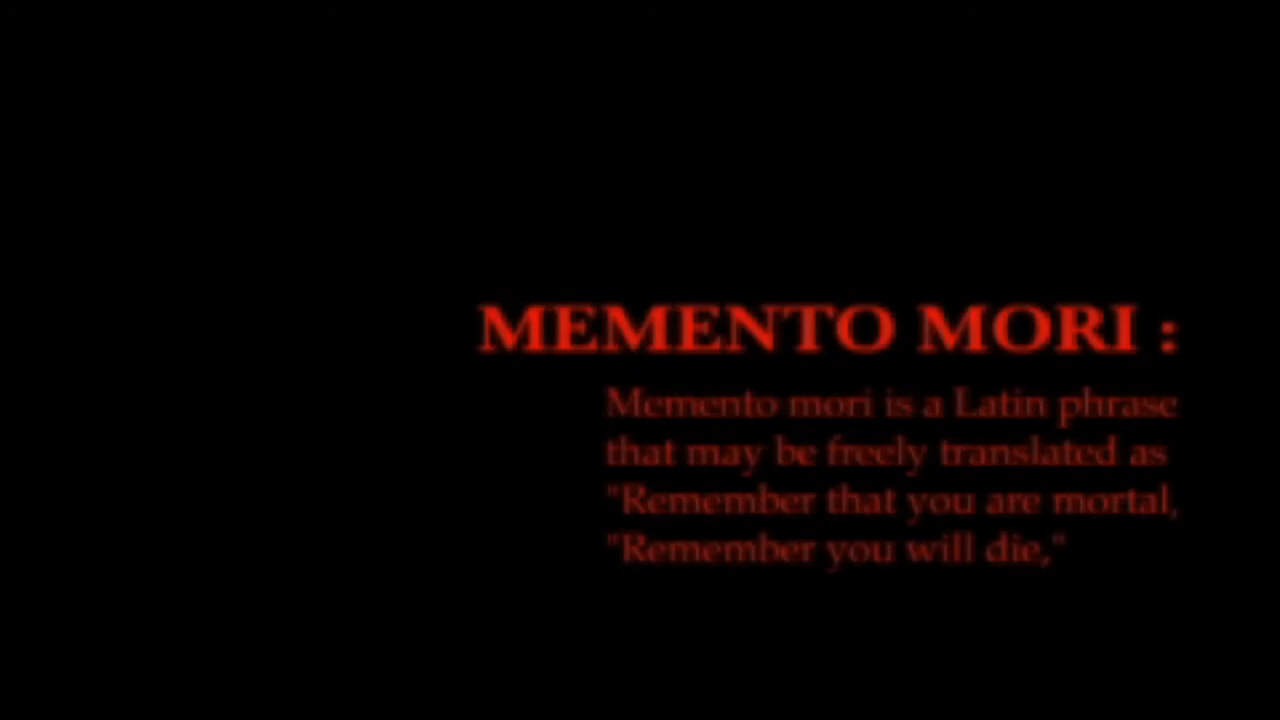 MEMENTO MORI :
Memento mori is a Latin phrase
that may be freely translated as
"Remember that you are mortal,
"Remember you will die,"